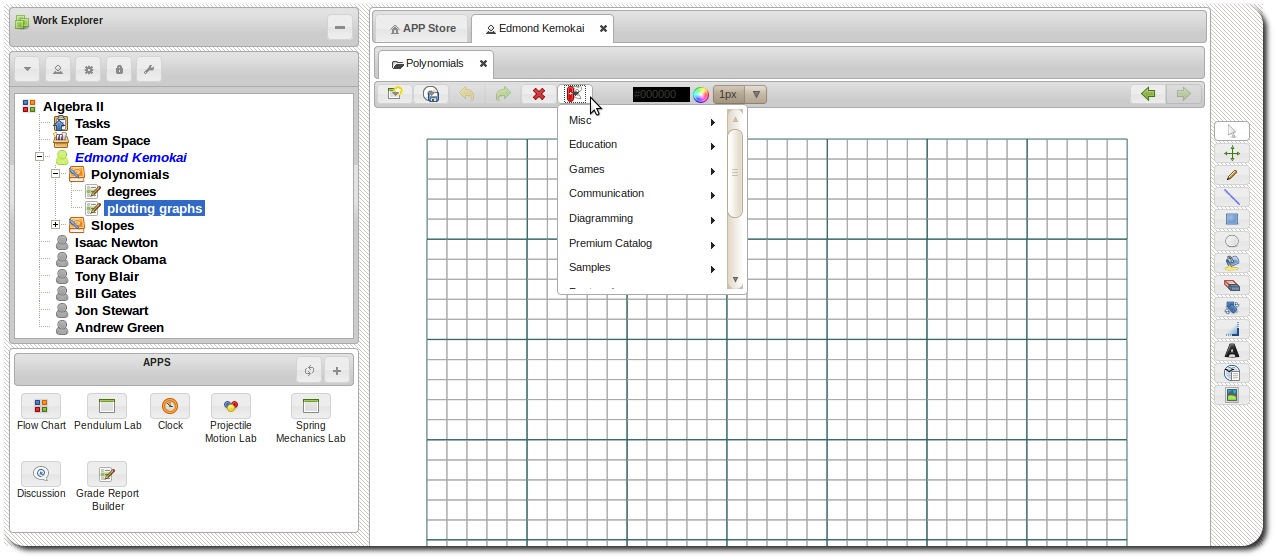 Work Explorer
Algebra II
Tasks
Team Space
Edmond Kemokai
Polynomials
degrees
plotting graphs
Slopes
Isaac Newton
Barack Obama
Tony Blair
Bill Gates
Jon Stewart
Andrew Green
APPS
Flow Chart
Pendulum Lab
Clock
Projectile
Motion Lab
Spring
Mechanics Lab
Discussion
Grade Report
Builder
APP Store
Edmond Kemokai
Polynomials
#000000
1px
Misc
Education
Games
Communication
Diagramming
Premium Catalog
Samples